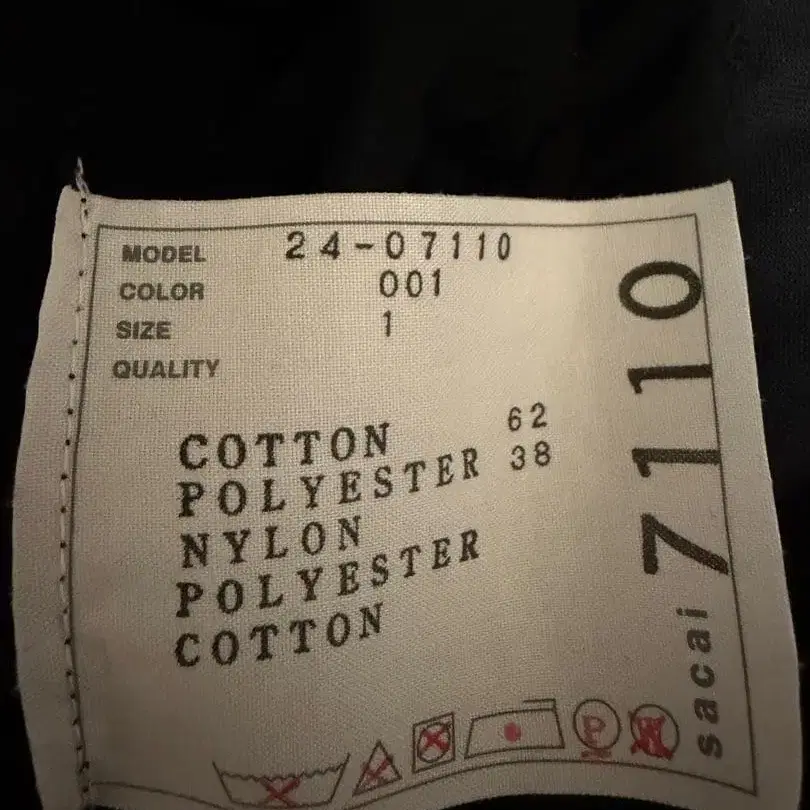 MODEL 24-07110
COLOR 001
SIZE 1
QUALITY
COTTON 62
POLYESTER 38
NYLON
POLYESTER
COTTON
sacai 7110
P
W